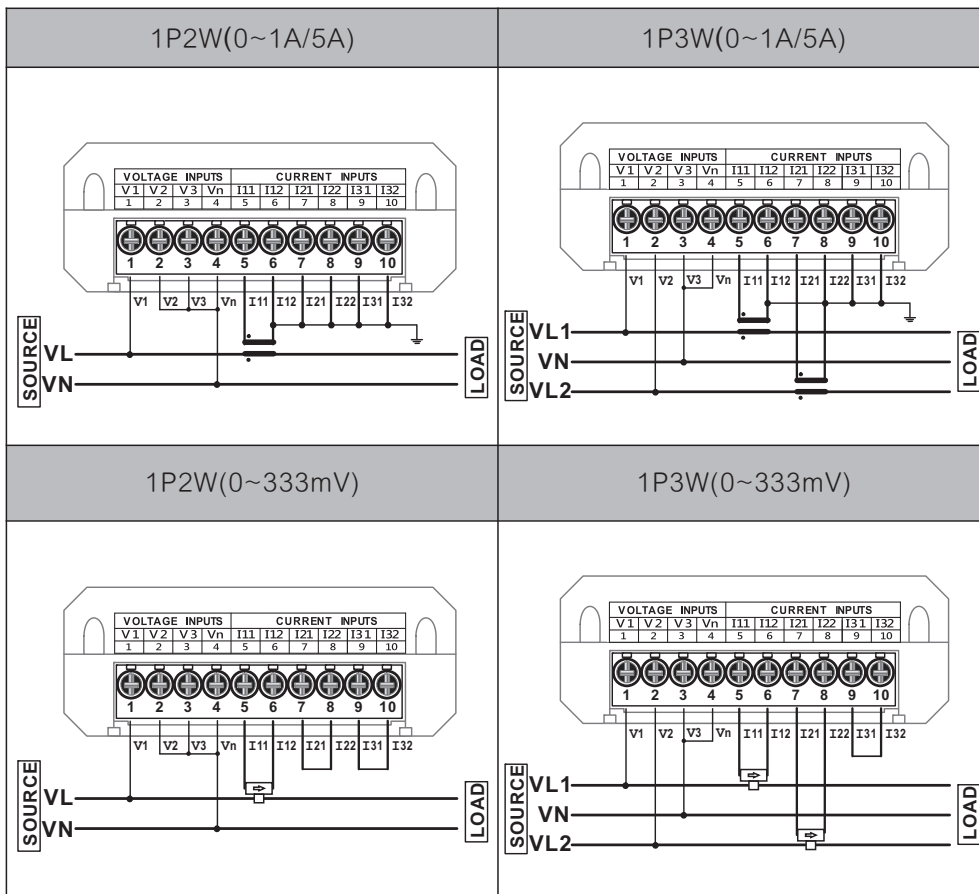 1P2W(0~1A/5A)
VOLTAGE INPUTS CURRENT INPUTS
V1 V2 V3 Vn I11 I12 I21 I22 I31 I32
1 2 3 4 5 6 7 8 9 10
1 2 3 4 5 6 7 8 9 10
V1 V2 V3 Vn I11 I12 I21 I22 I31 I32
SOURCE
VL
VN
LOAD
1P3W(0~1A/5A)
VOLTAGE INPUTS CURRENT INPUTS
V1 V2 V3 Vn I11 I12 I21 I22 I31 I32
1 2 3 4 5 6 7 8 9 10
1 2 3 4 5 6 7 8 9 10
V1 V2 V3 Vn I11 I12 I21 I22 I31 I32
SOURCE
VL1
VN
VL2
LOAD
1P2W(0~333mV)
VOLTAGE INPUTS CURRENT INPUTS
V1 V2 V3 Vn I11 I12 I21 I22 I31 I32
1 2 3 4 5 6 7 8 9 10
1 2 3 4 5 6 7 8 9 10
V1 V2 V3 Vn I11 I12 I21 I22 I31 I32
SOURCE
VL
VN
LOAD
1P3W(0~333mV)
VOLTAGE INPUTS CURRENT INPUTS
V1 V2 V3 Vn I11 I12 I21 I22 I31 I32
1 2 3 4 5 6 7 8 9 10
1 2 3 4 5 6 7 8 9 10
V1 V2 V3 Vn I11 I12 I21 I22 I31 I32
SOURCE
VL1
VN
VL2
LOAD